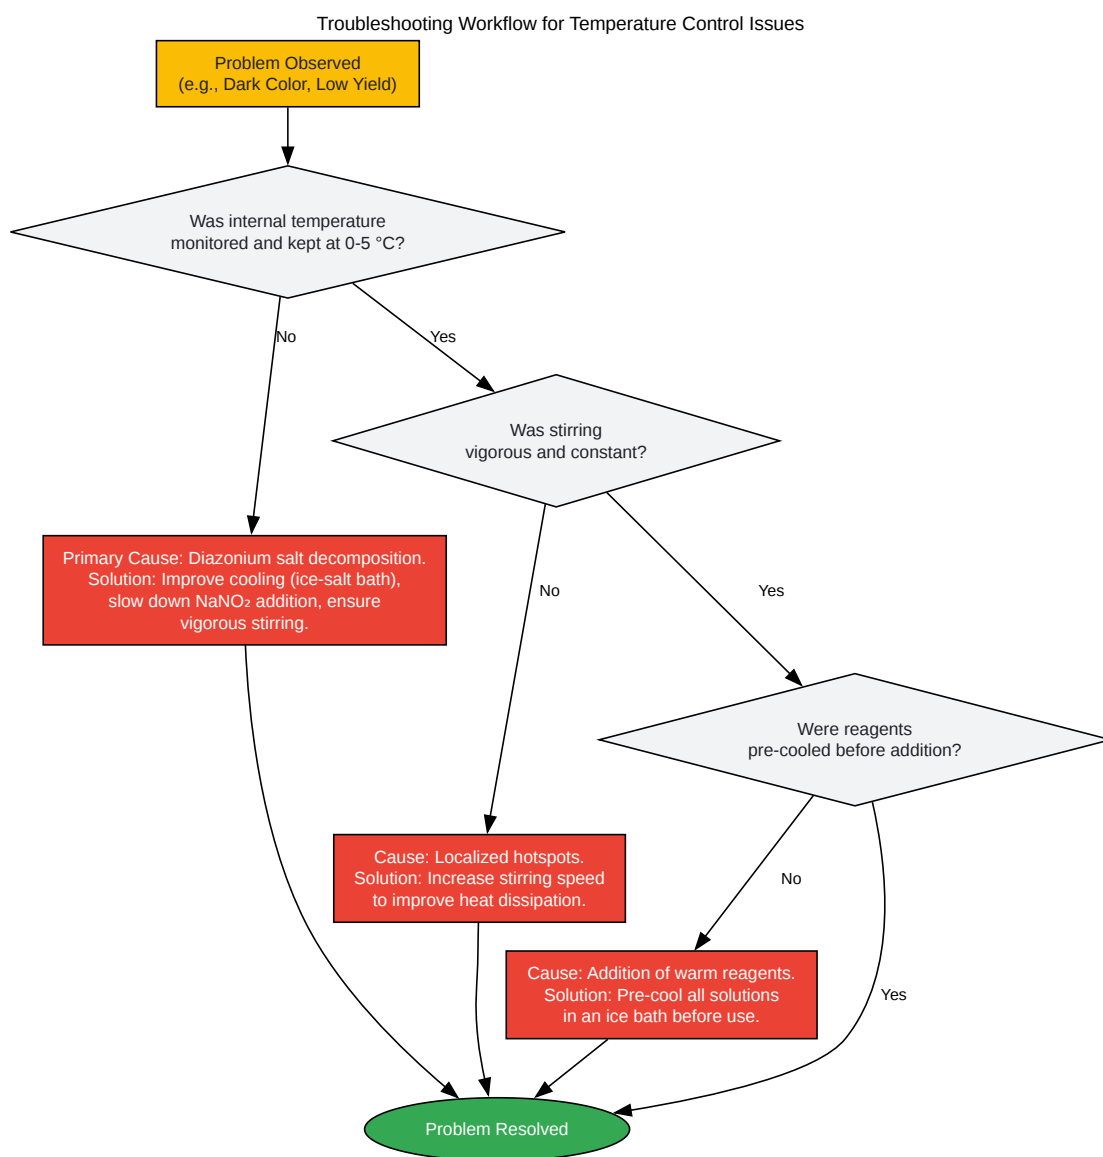 Troubleshooting Workflow for Temperature Control Issues
Problem Observed
(e.g., Dark Color, Low Yield)
Was internal temperature
monitored and kept at 0-5 °C?
No
Yes
Was stirring
vigorous and constant?
Primary Cause: Diazonium salt decomposition.
Solution: Improve cooling (ice-salt bath),
slow down NaNO₂ addition, ensure
vigorous stirring.
No
Yes
Were reagents
pre-cooled before addition?
Cause: Localized hotspots.
Solution: Increase stirring speed
to improve heat dissipation.
No
Cause: Addition of warm reagents.
Solution: Pre-cool all solutions
in an ice bath before use.
Yes
Problem Resolved